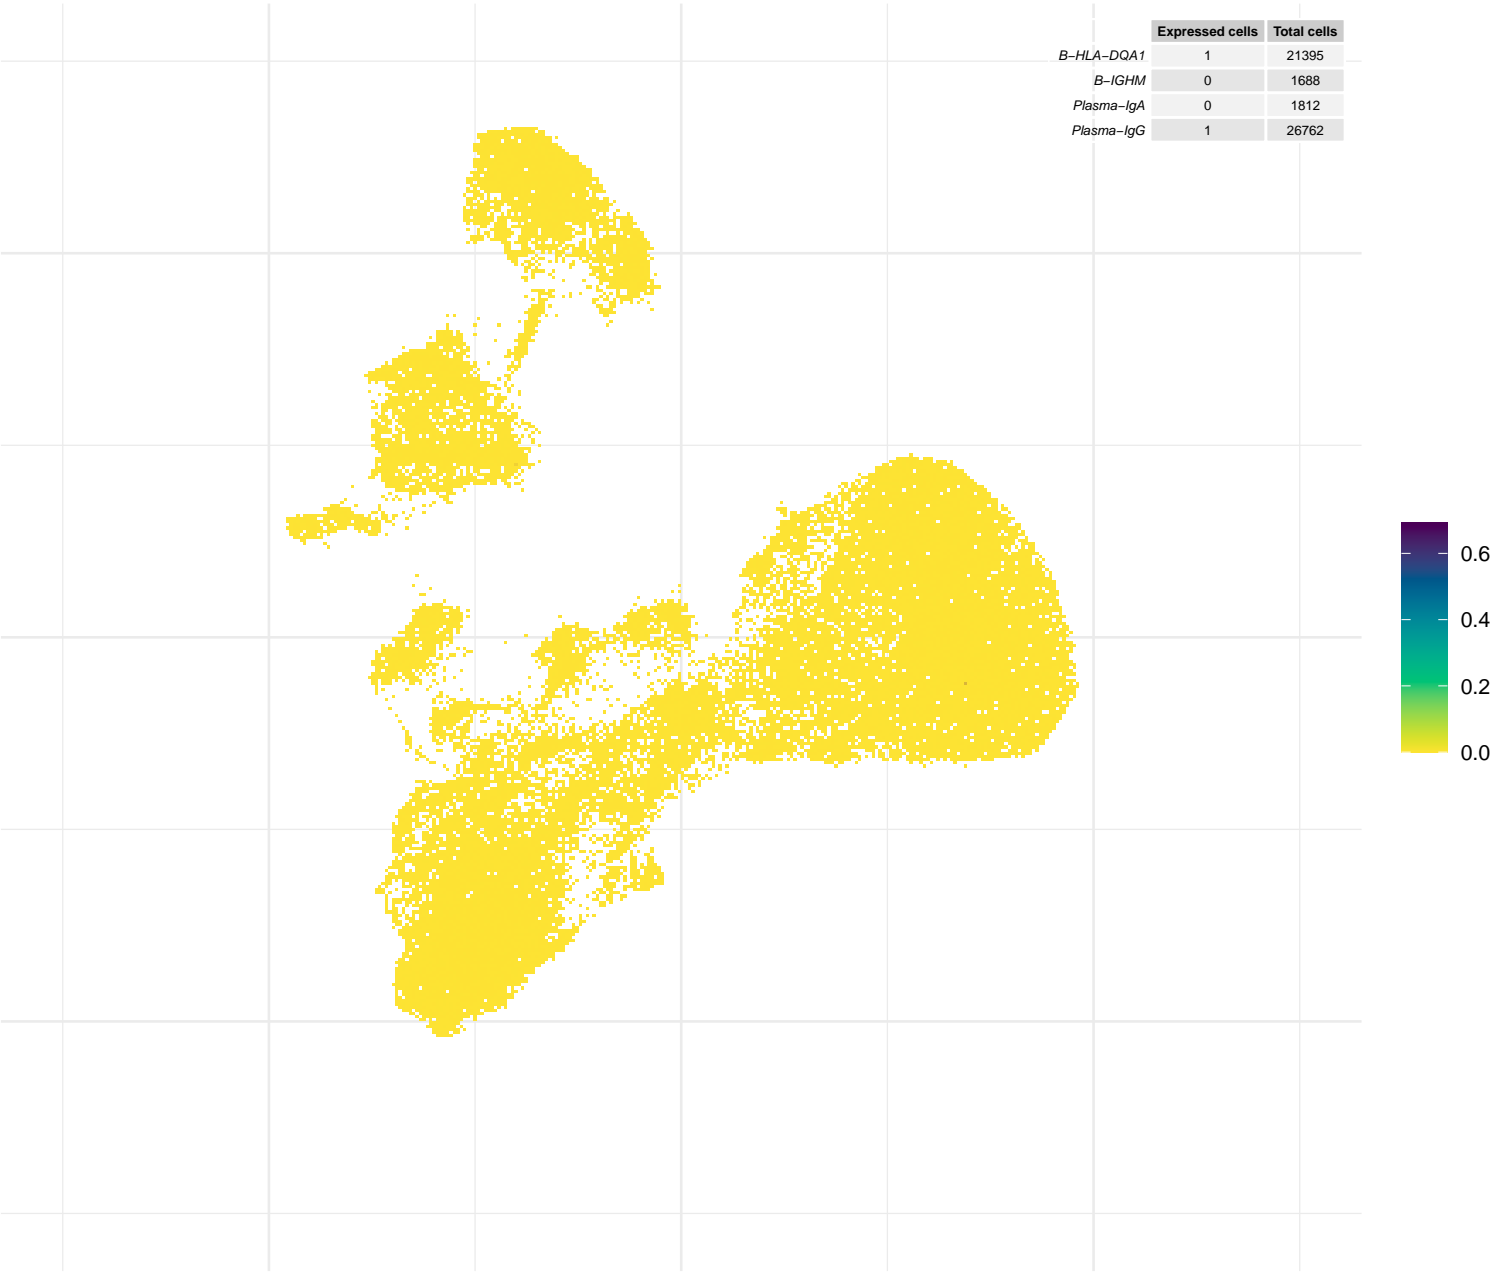 Expressed cells Total cells
B−HLA−DQA1 1 21395
B−IGHM 0 1688
Plasma−IgA 0 1812
Plasma−IgG 1 26762
0.6
0.4
0.2
0.0